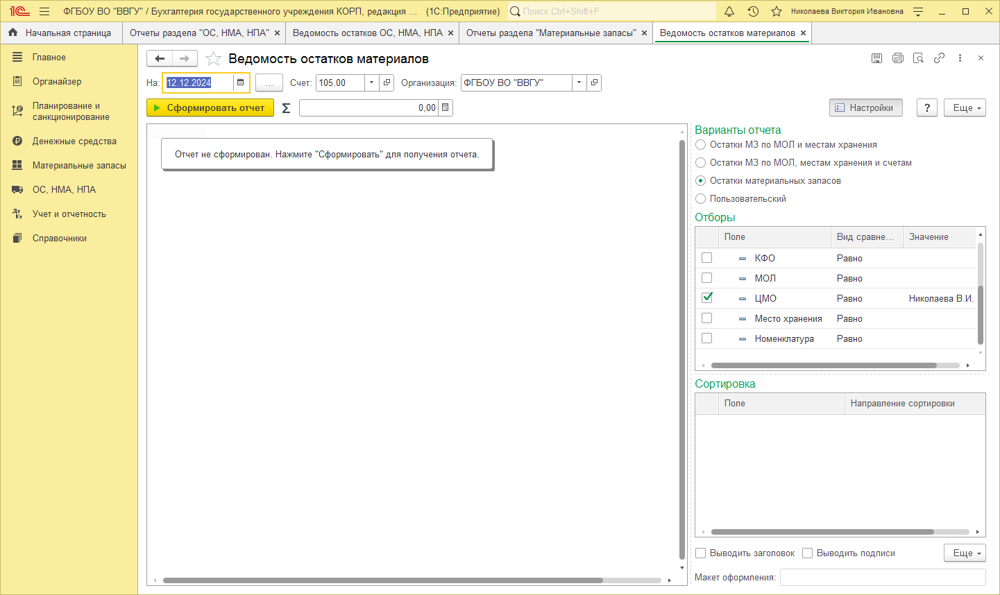 1С ФГБОУ ВО "ВВГУ" / Бухгалтерия государственного учреждения КОРП, редакция ... (1С:Предприятие) Поиск Ctrl+Shift+F Николаева Виктория Ивановна
Начальная страница Отчеты раздела "ОС, НМА, НПА" Ведомость остатков ОС, НМА, НПА Отчеты раздела "Материальные запасы" Ведомость остатков материалов
Главное
Органайзер
Планирование и
санкционирование
Денежные средства
Материальные запасы
ОС, НМА, НПА
Учет и отчетность
Справочники
Ведомость остатков материалов
На: 12.12.2024 ... Счет: 105.00 Организация: ФГБОУ ВО "ВВГУ"
Сформировать отчет Σ 0,00 Настройки ? Еще
Отчет не сформирован. Нажмите "Сформировать" для получения отчета.
Варианты отчета
Остатки МЗ по МОЛ и местам хранения
Остатки МЗ по МОЛ, местам хранения и счетам
Остатки материальных запасов
Пользовательский
Отборы
Поле Вид сравне... Значение
КФО Равно
МОЛ Равно
ЦМО Равно Николаева В.И.
Место хранения Равно
Номенклатура Равно
Сортировка
Поле Направление сортировки
Выводить заголовок Выводить подписи Еще
Макет оформления: